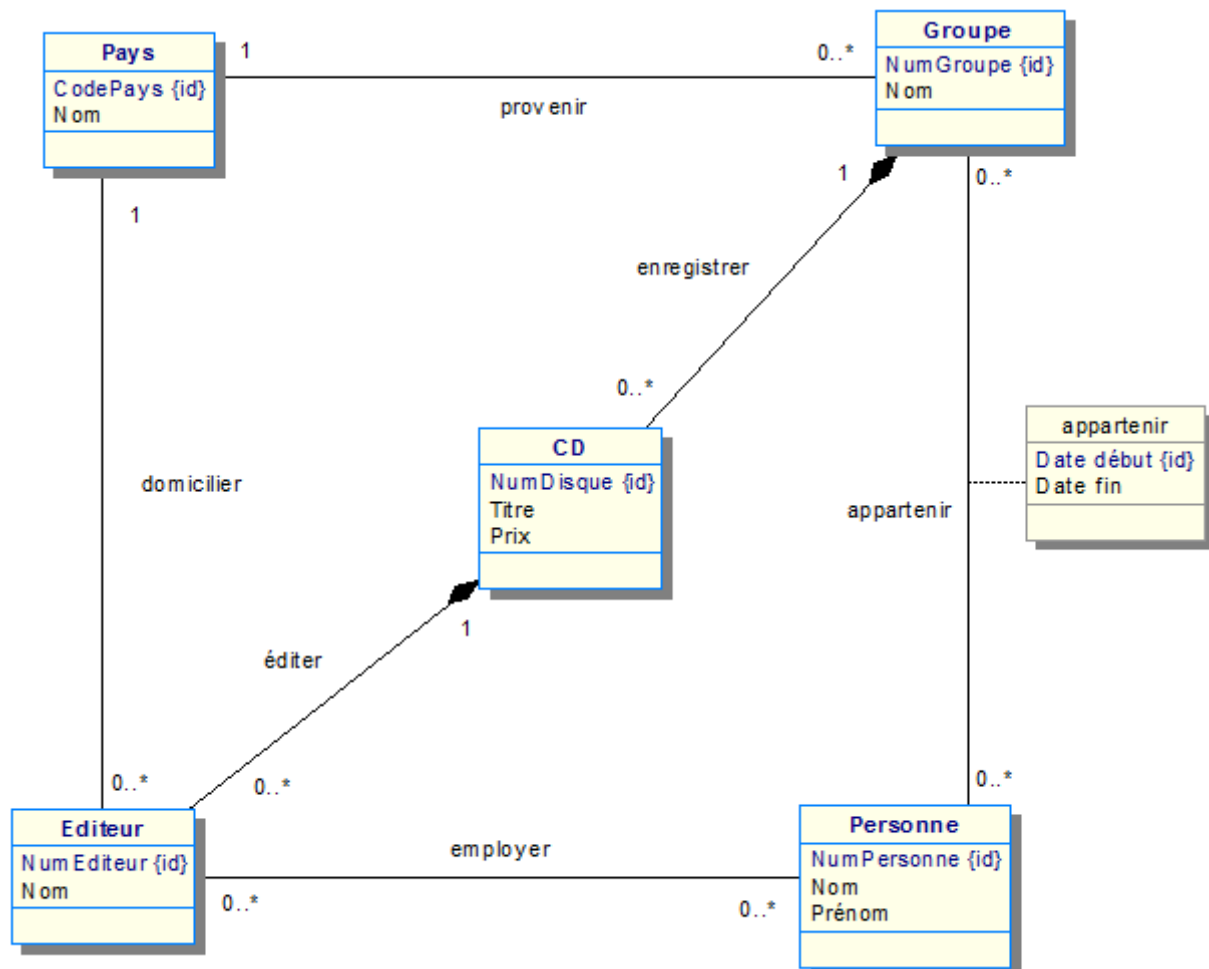 Pays
CodePays {id}
Nom
1
0..*
provenir
Groupe
NumGroupe {id}
Nom
1
1
0..*
enregistrer
0..*
CD
NumDisque {id}
Titre
Prix
domicilier
appartenir
appartenir
Date début {id}
Date fin
1
éditer
0..*
0..*
0..*
Editeur
NumEditeur {id}
Nom
employer
0..*
0..*
Personne
NumPersonne {id}
Nom
Prénom